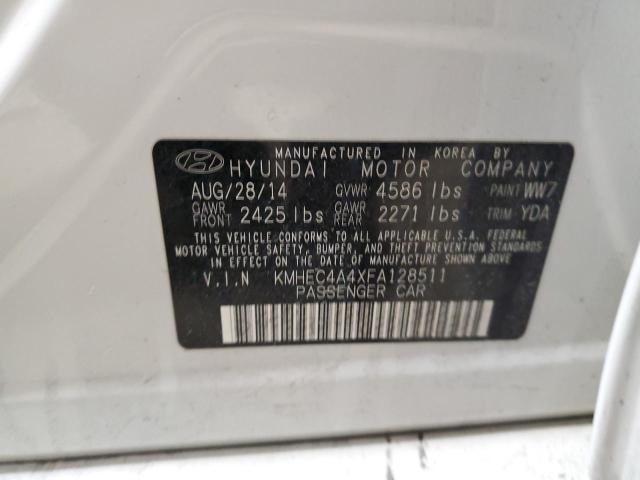 MANUFACTURED IN KOREA BY
HYUNDAI MOTOR COMPANY
AUG/28/14 GVWR 4586 lbs PAINT WW7
GAWR FRONT 2425 lbs GAWR REAR 2271 lbs TRIM YDA
THIS VEHICLE CONFORMS TO ALL APPLICABLE U.S.A. FEDERAL
MOTOR VEHICLE SAFETY, BUMPER, AND THEFT PREVENTION STANDARDS
IN EFFECT ON THE DATE OF MANUFACTURE SHOWN ABOVE
V.I.N KMHEC4A4XFA128511
PASSENGER CAR